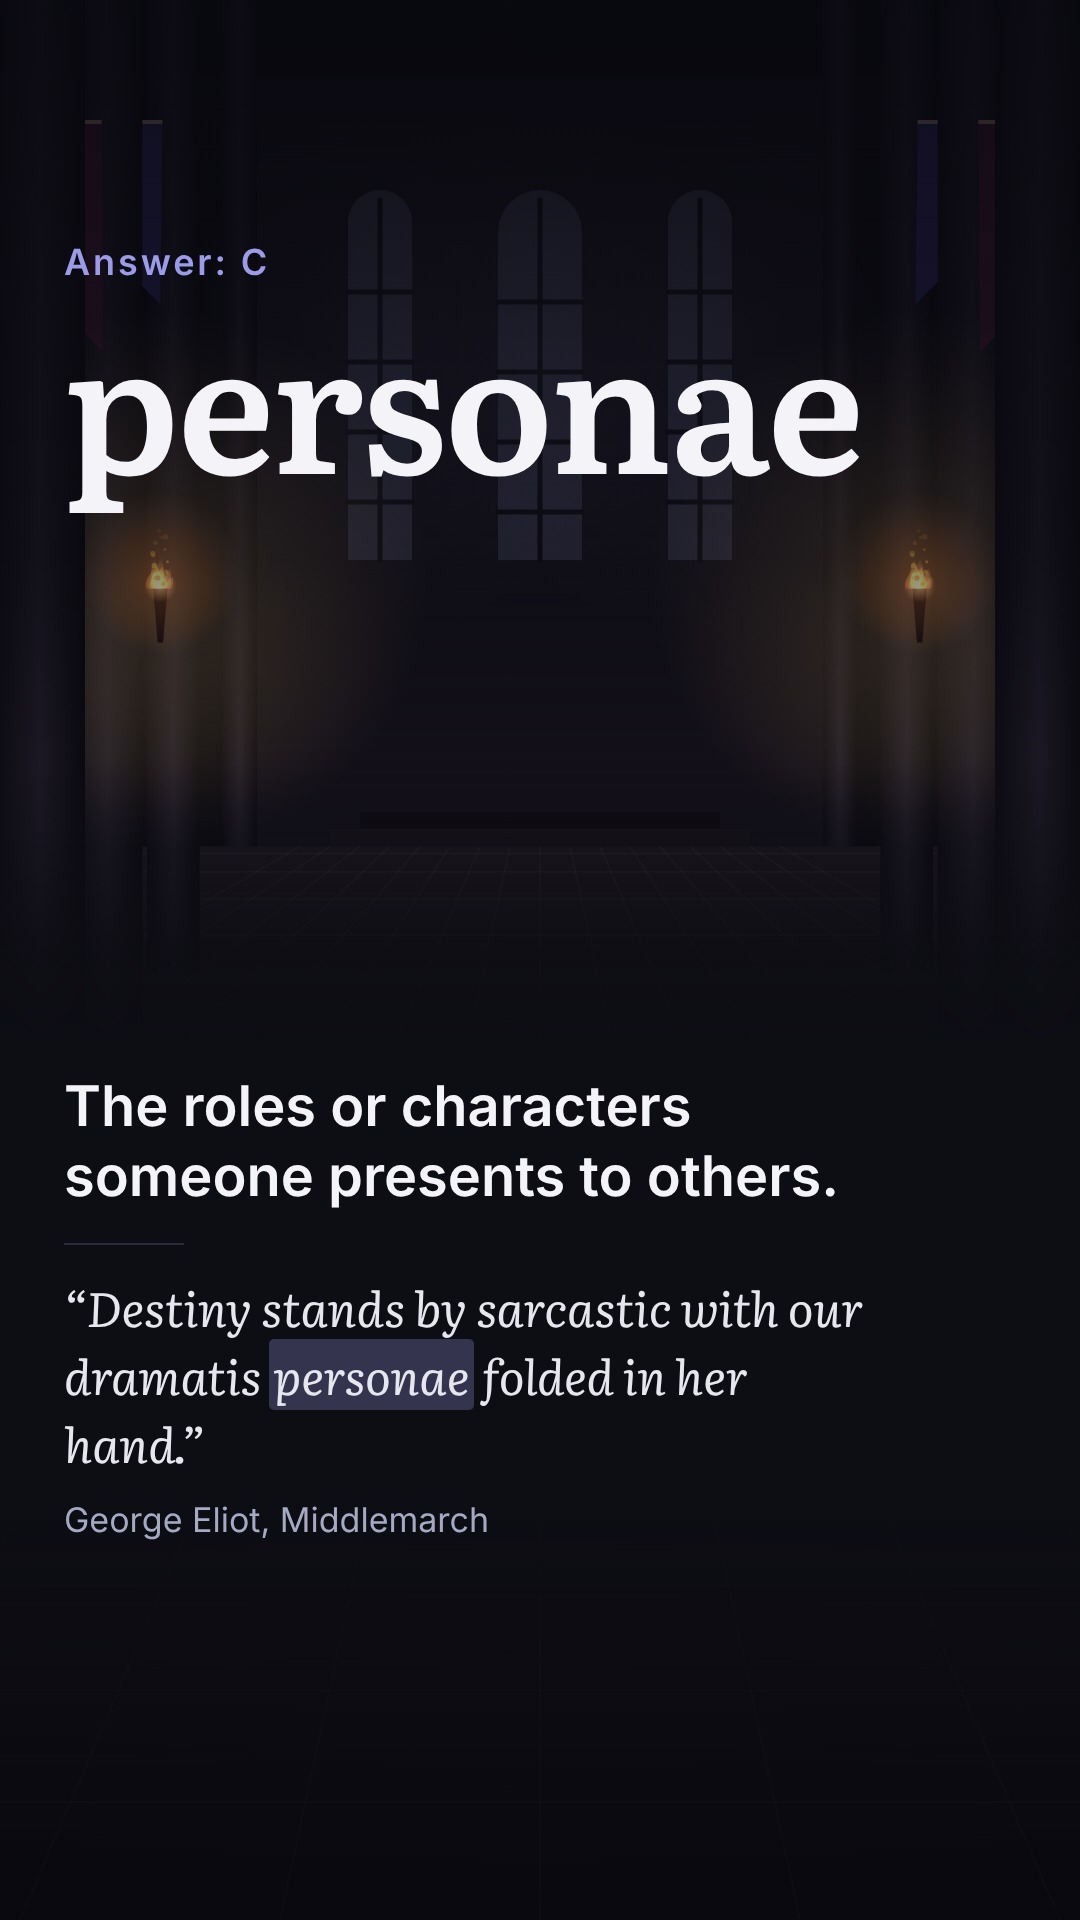 Answer: C
personae
The roles or characters
someone presents to others.
“Destiny stands by sarcastic with our
dramatis personae folded in her
hand.”
George Eliot, Middlemarch